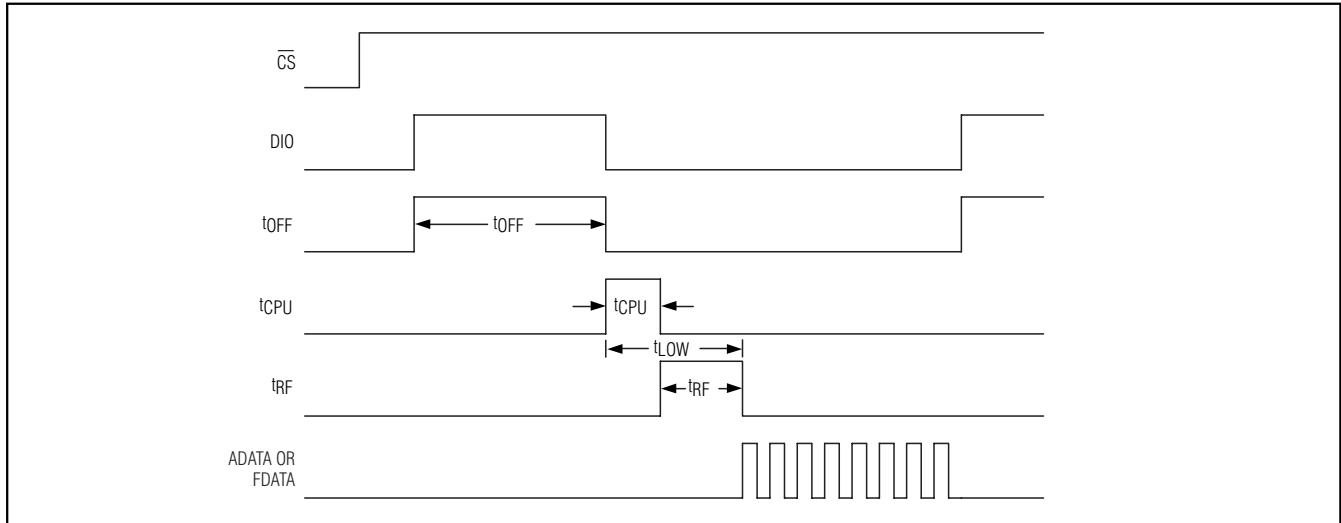 CS
DIO
tOFF
tOFF
tCPU
tCPU
tLOW
tRF
tRF
ADATA OR
FDATA